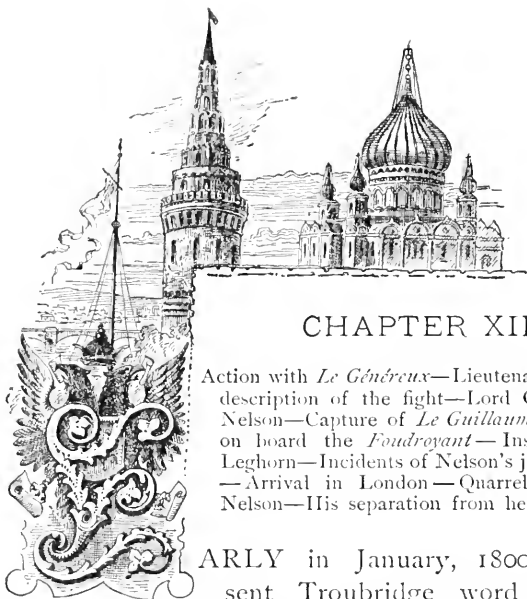 CHAPTER XII
Action with Le Généreux—Lieutena
description of the fight—Lord
Nelson—Capture of Le Guillaum
on board the Foudroyant—Ins
Leghorn—Incidents of Nelson's j
—Arrival in London—Quarrel
Nelson—His separation from he
EARLY in January, 1800
sent Troubridge word